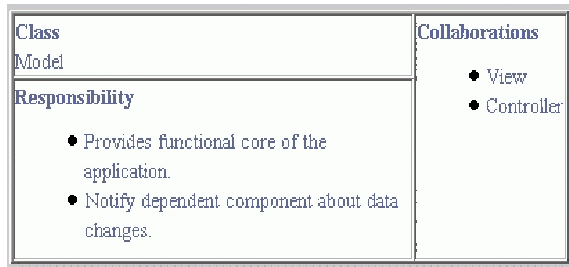 Class
Model
Responsibility
Provides functional core of the
application.
Notify dependent component about data
changes.
Collaborations
View
Controller